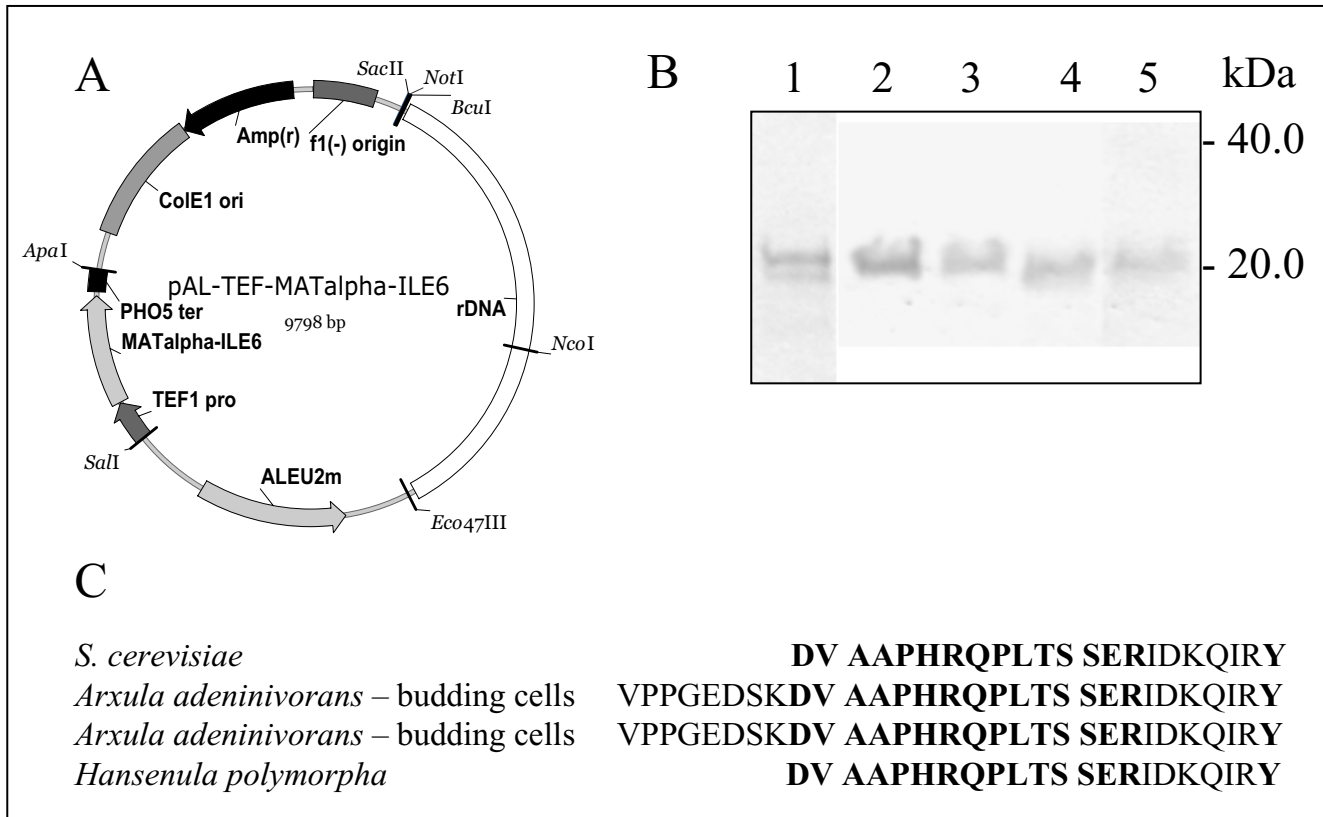 A
SacII
NotI
BcuI
Amp(r)
f1(-) origin
ColE1 ori
ApaI
pAL-TEF-MATalpha-ILE6
9798 bp
PHO5 ter
MATalpha-ILE6
rDNA
NcoI
TEF1 pro
SalI
ALEU2m
Eco47III
B
1 2 3 4 5 kDa
- 40.0
- 20.0
C
S. cerevisiae DV AAPHRQPLTS SERIDKQIRY
Arxula adeninivorans – budding cells VPPGEDSKDV AAPHRQPLTS SERIDKQIRY
Arxula adeninivorans – budding cells VPPGEDSKDV AAPHRQPLTS SERIDKQIRY
Hansenula polymorpha DV AAPHRQPLTS SERIDKQIRY